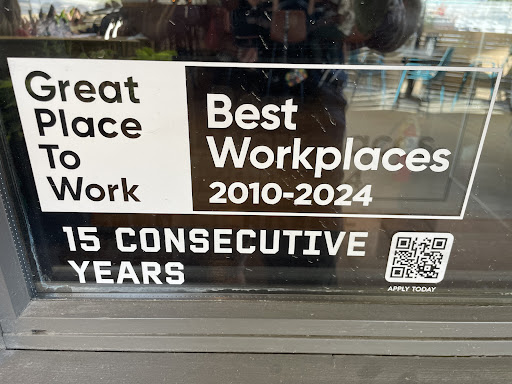 Great
Place
To
Work
Best
Workplaces
2010-2024
15 CONSECUTIVE
YEARS
APPLY TODAY